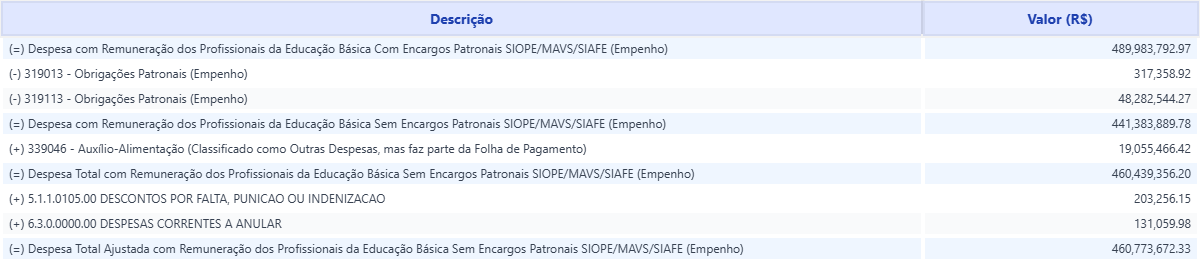 Descrição Valor (R$)
(=) Despesa com Remuneração dos Profissionais da Educação Básica Com Encargos Patronais SIOPE/MAVS/SIAFE (Empenho) 489,983,792.97
(-) 319013 - Obrigações Patronais (Empenho) 317,358.92
(-) 319113 - Obrigações Patronais (Empenho) 48,282,544.27
(=) Despesa com Remuneração dos Profissionais da Educação Básica Sem Encargos Patronais SIOPE/MAVS/SIAFE (Empenho) 441,383,889.78
(+) 339046 - Auxílio-Alimentação (Classificado como Outras Despesas, mas faz parte da Folha de Pagamento) 19,055,466.42
(=) Despesa Total com Remuneração dos Profissionais da Educação Básica Sem Encargos Patronais SIOPE/MAVS/SIAFE (Empenho) 460,439,356.20
(+) 5.1.1.0105.00 DESCONTOS POR FALTA, PUNICAO OU INDENIZACAO 203,256.15
(+) 6.3.0.0000.00 DESPESAS CORRENTES A ANULAR 131,059.98
(=) Despesa Total Ajustada com Remuneração dos Profissionais da Educação Básica Sem Encargos Patronais SIOPE/MAVS/SIAFE (Empenho) 460,773,672.33